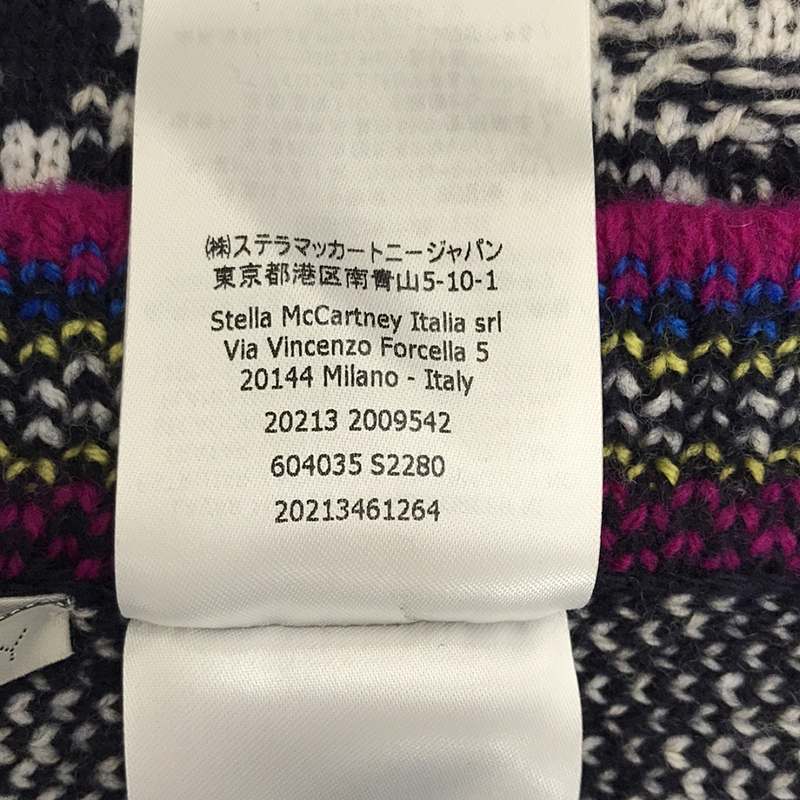 ㈱ステラマッカートニージャパン
東京都港区南青山5-10-1
Stella McCartney Italia srl
Via Vincenzo Forcella 5
20144 Milano - Italy
20213 2009542
604035 S2280
20213461264